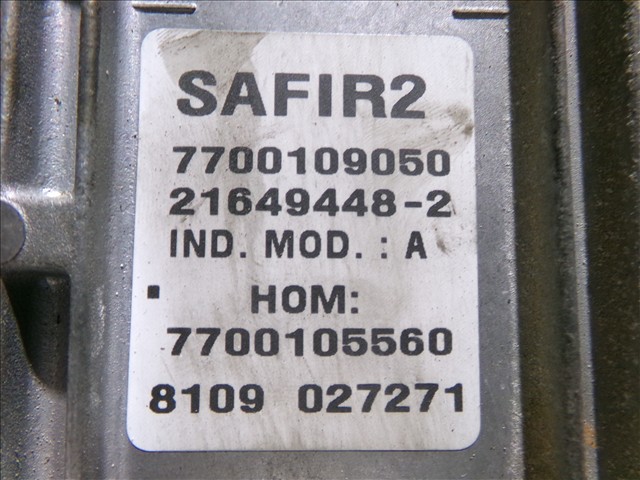 SAFIR2
7700109050
21649448-2
IND. MOD. : A
HOM:
7700105560
8109 027271